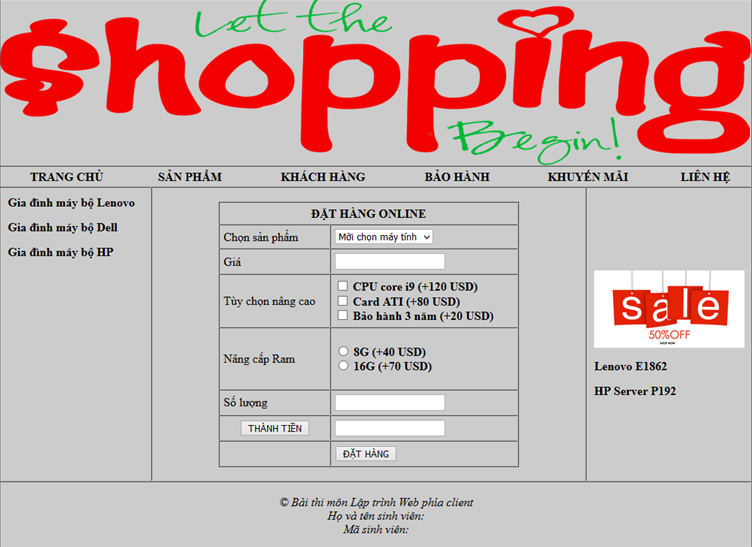 Let the
$hopping
Begin!
TRANG CHỦ SẢN PHẨM KHÁCH HÀNG BẢO HÀNH KHUYẾN MÃI LIÊN HỆ
Gia đình máy bộ Lenovo
Gia đình máy bộ Dell
Gia đình máy bộ HP
ĐẶT HÀNG ONLINE
Chọn sản phẩm Mời chọn máy tính
Giá
Tùy chọn nâng cao
CPU core i9 (+120 USD)
Card ATI (+80 USD)
Bảo hành 3 năm (+20 USD)
Nâng cấp Ram
8G (+40 USD)
16G (+70 USD)
Số lượng
THÀNH TIỀN
ĐẶT HÀNG
sale
50%OFF
SHOP NOW
Lenovo E1862
HP Server P192
© Bài thi môn Lập trình Web phía client
Họ và tên sinh viên:
Mã sinh viên: